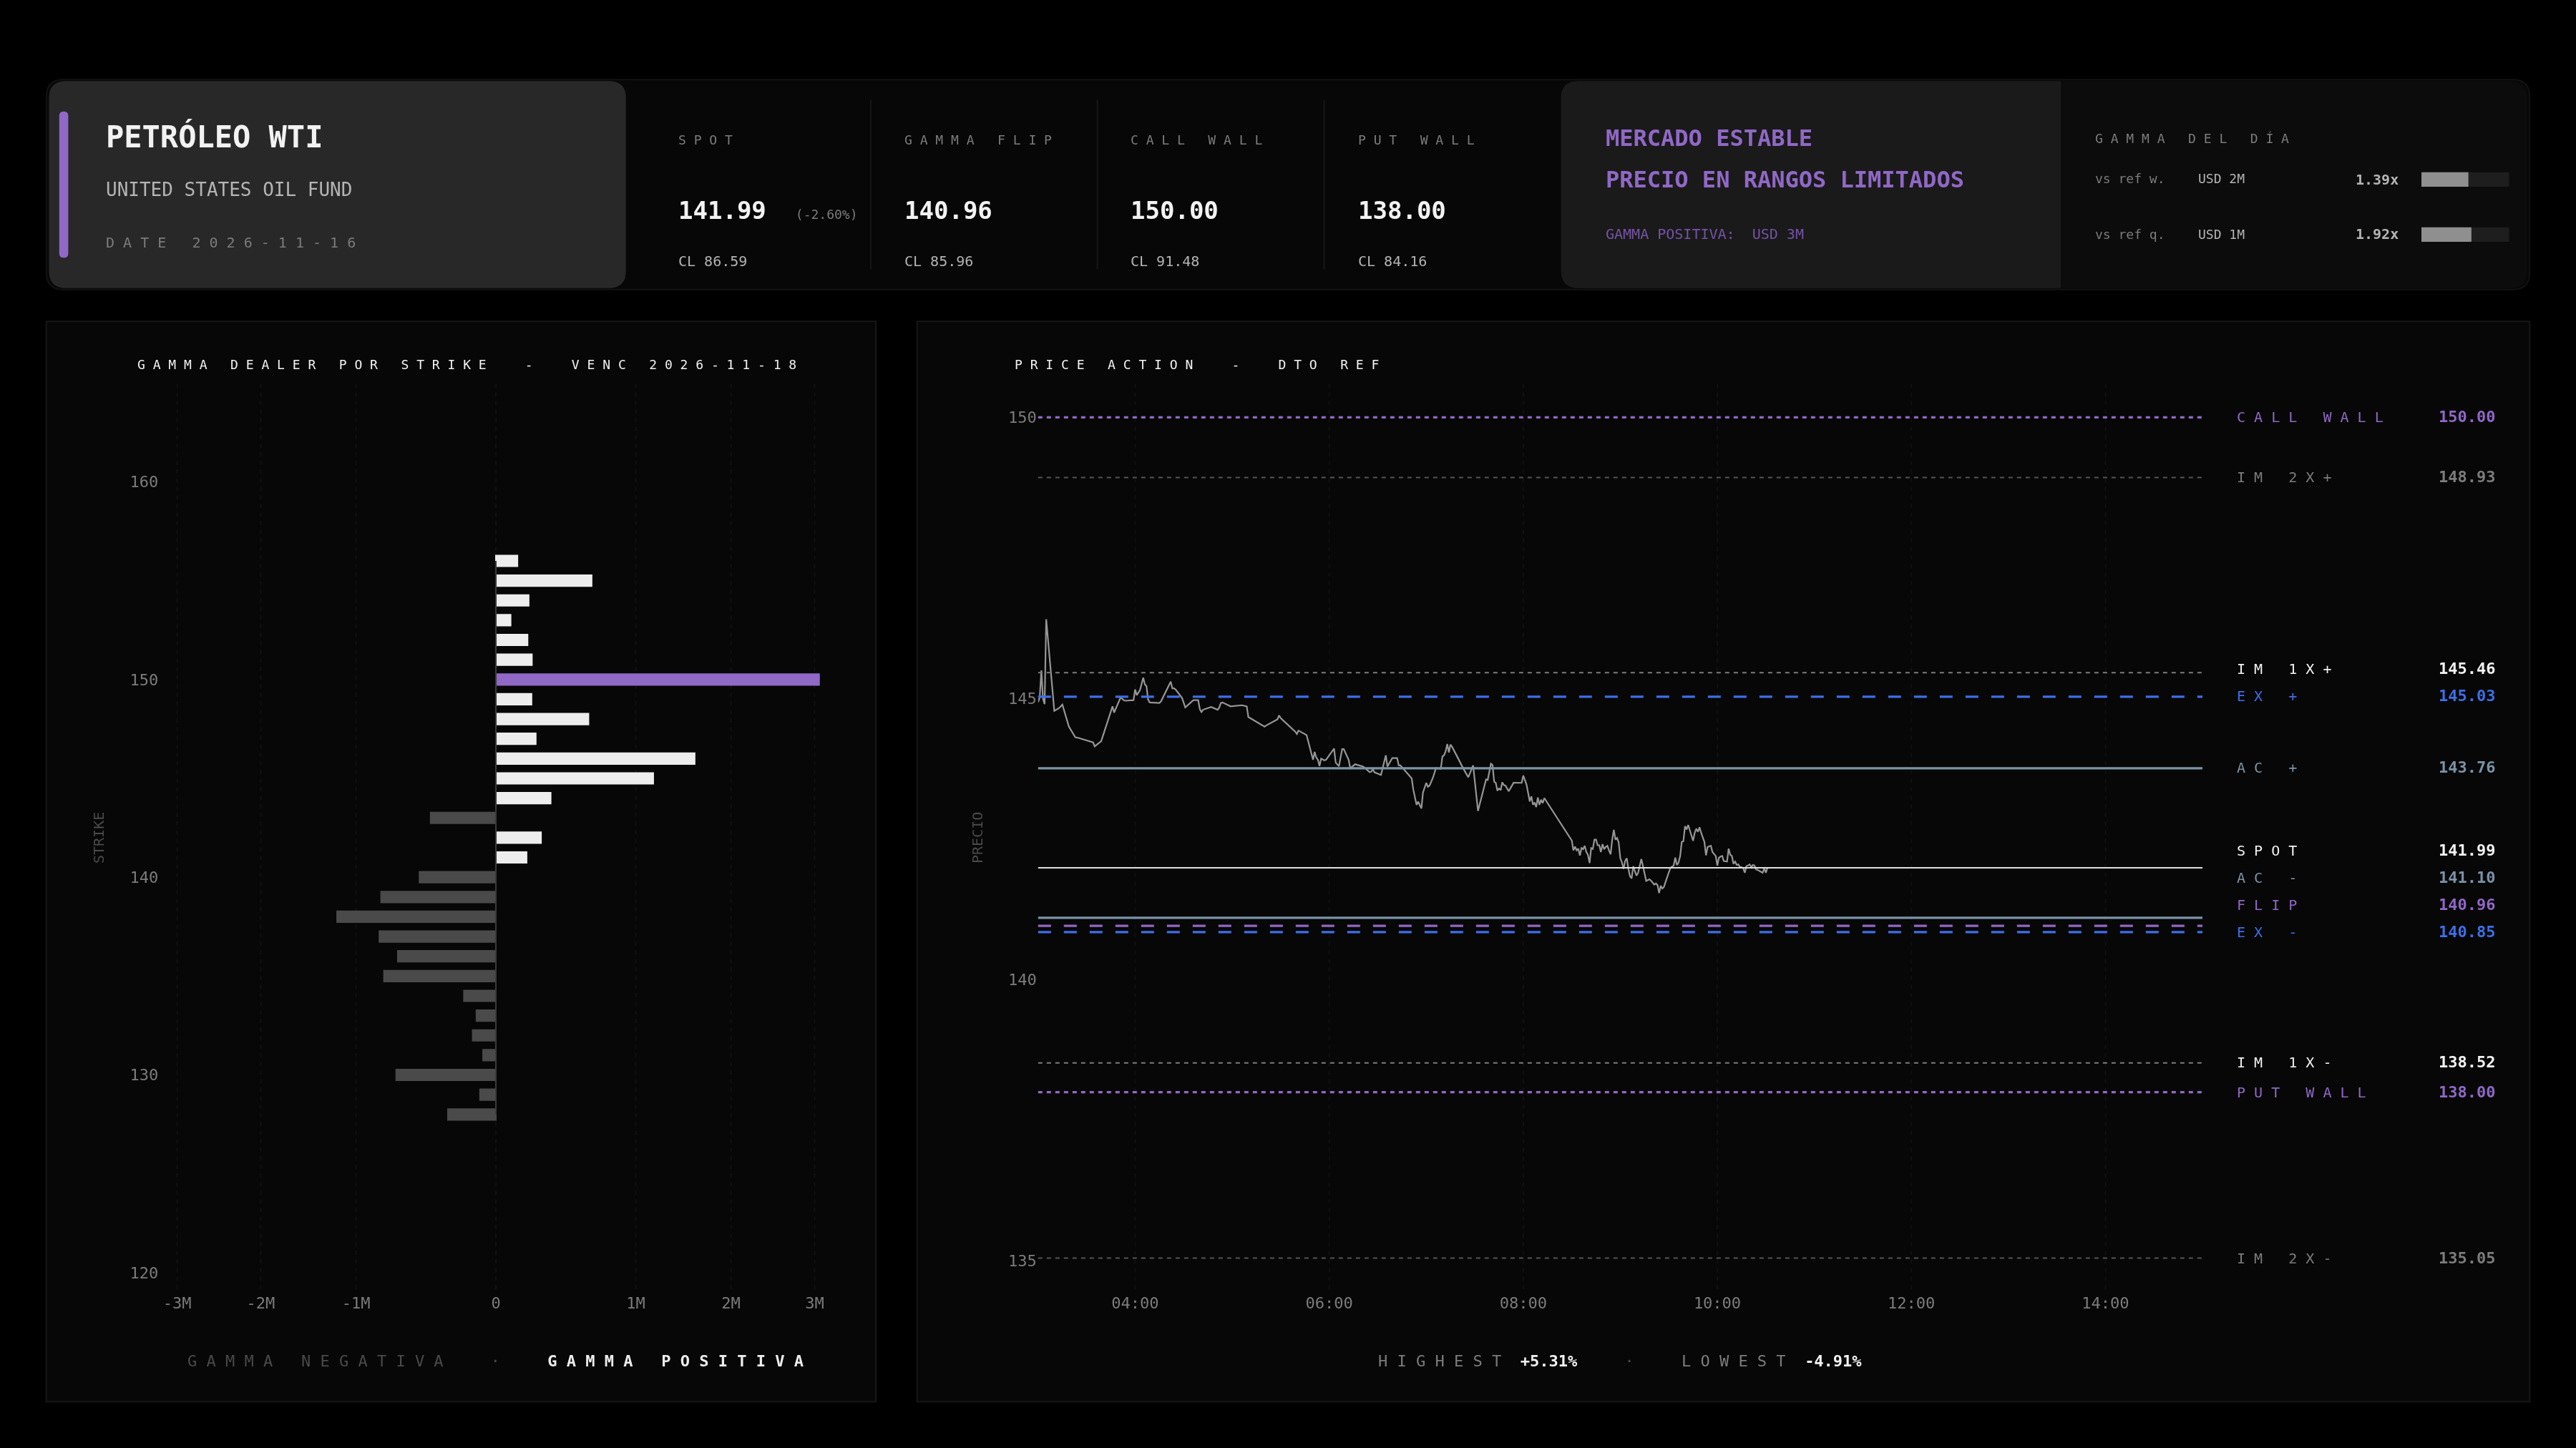 PETRÓLEO WTI
UNITED STATES OIL FUND
DATE 2026-11-16
SPOT
141.99 (-2.60%)
CL 86.59
GAMMA FLIP
140.96
CL 85.96
CALL WALL
150.00
CL 91.48
PUT WALL
138.00
CL 84.16
MERCADO ESTABLE
PRECIO EN RANGOS LIMITADOS
GAMMA POSITIVA: USD 3M
GAMMA DEL DÍA
vs ref w. USD 2M 1.39x
vs ref q. USD 1M 1.92x
GAMMA DEALER POR STRIKE - VENC 2026-11-18
STRIKE
160
150
140
130
120
-3M -2M -1M 0 1M 2M 3M
GAMMA NEGATIVA · GAMMA POSITIVA
PRICE ACTION - DTO REF
PRECIO
150
145
140
135
04:00 06:00 08:00 10:00 12:00 14:00
CALL WALL 150.00
IM 2X+ 148.93
IM 1X+ 145.46
EX + 145.03
AC + 143.76
SPOT 141.99
AC - 141.10
FLIP 140.96
EX - 140.85
IM 1X- 138.52
PUT WALL 138.00
IM 2X- 135.05
HIGHEST +5.31% · LOWEST -4.91%